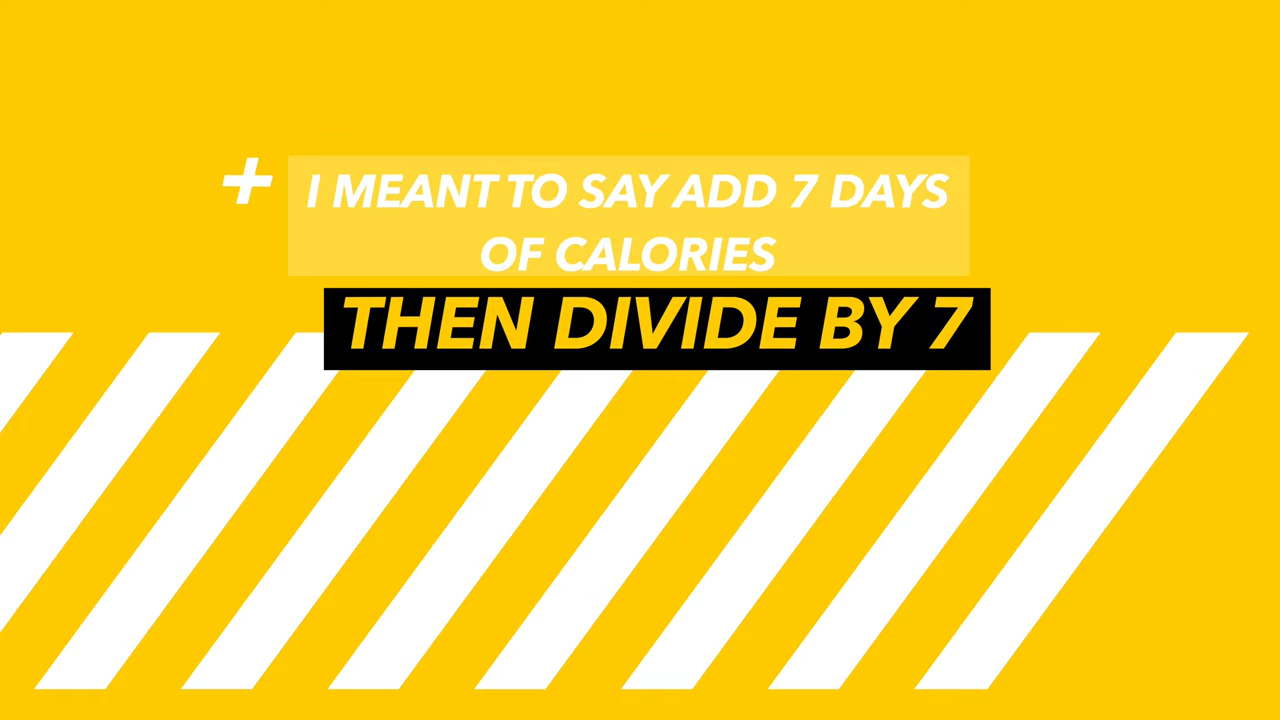 + I MEANT TO SAY ADD 7 DAYS
OF CALORIES
THEN DIVIDE BY 7